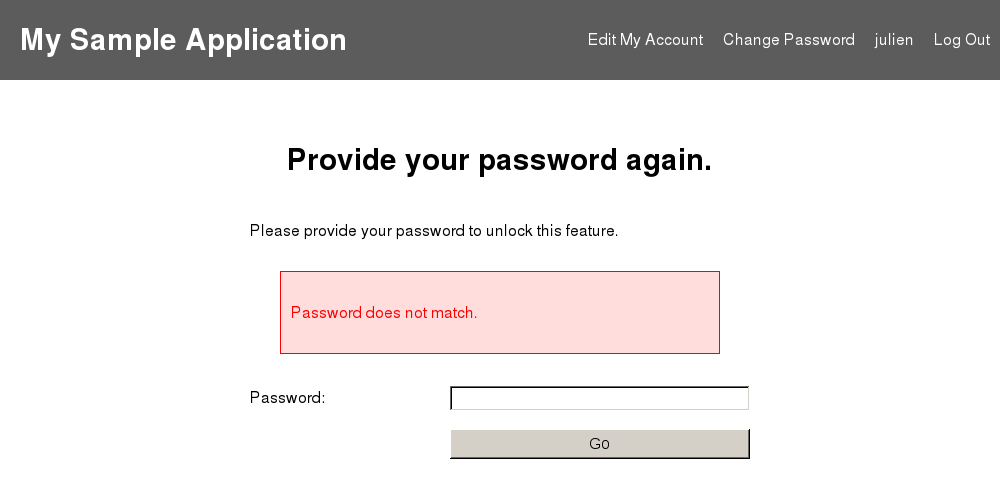 My Sample Application
Edit My Account Change Password julien Log Out
Provide your password again.
Please provide your password to unlock this feature.
Password does not match.
Password:
Go